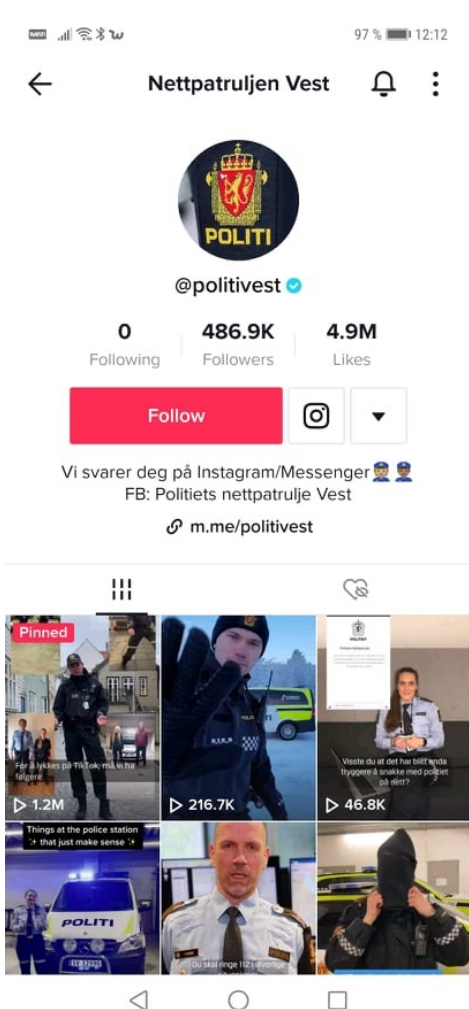 97 % 12:12
Nettpatruljen Vest
POLITI
@politivest
0 486.9K 4.9M
Following Followers Likes
Follow
Vi svarer deg på Instagram/Messenger
FB: Politiets nettpatrulje Vest
m.me/politivest
Pinned
For å lykkes på TikTok, må vi ha
følgere
1.2M
216.7K
Visste du at det har blitt enda
tryggere å snakke med politiet
på nett?
46.8K
Things at the police station
✨ that just make sense ✨
POLITI
Du skal ringe 112 i alvorlige